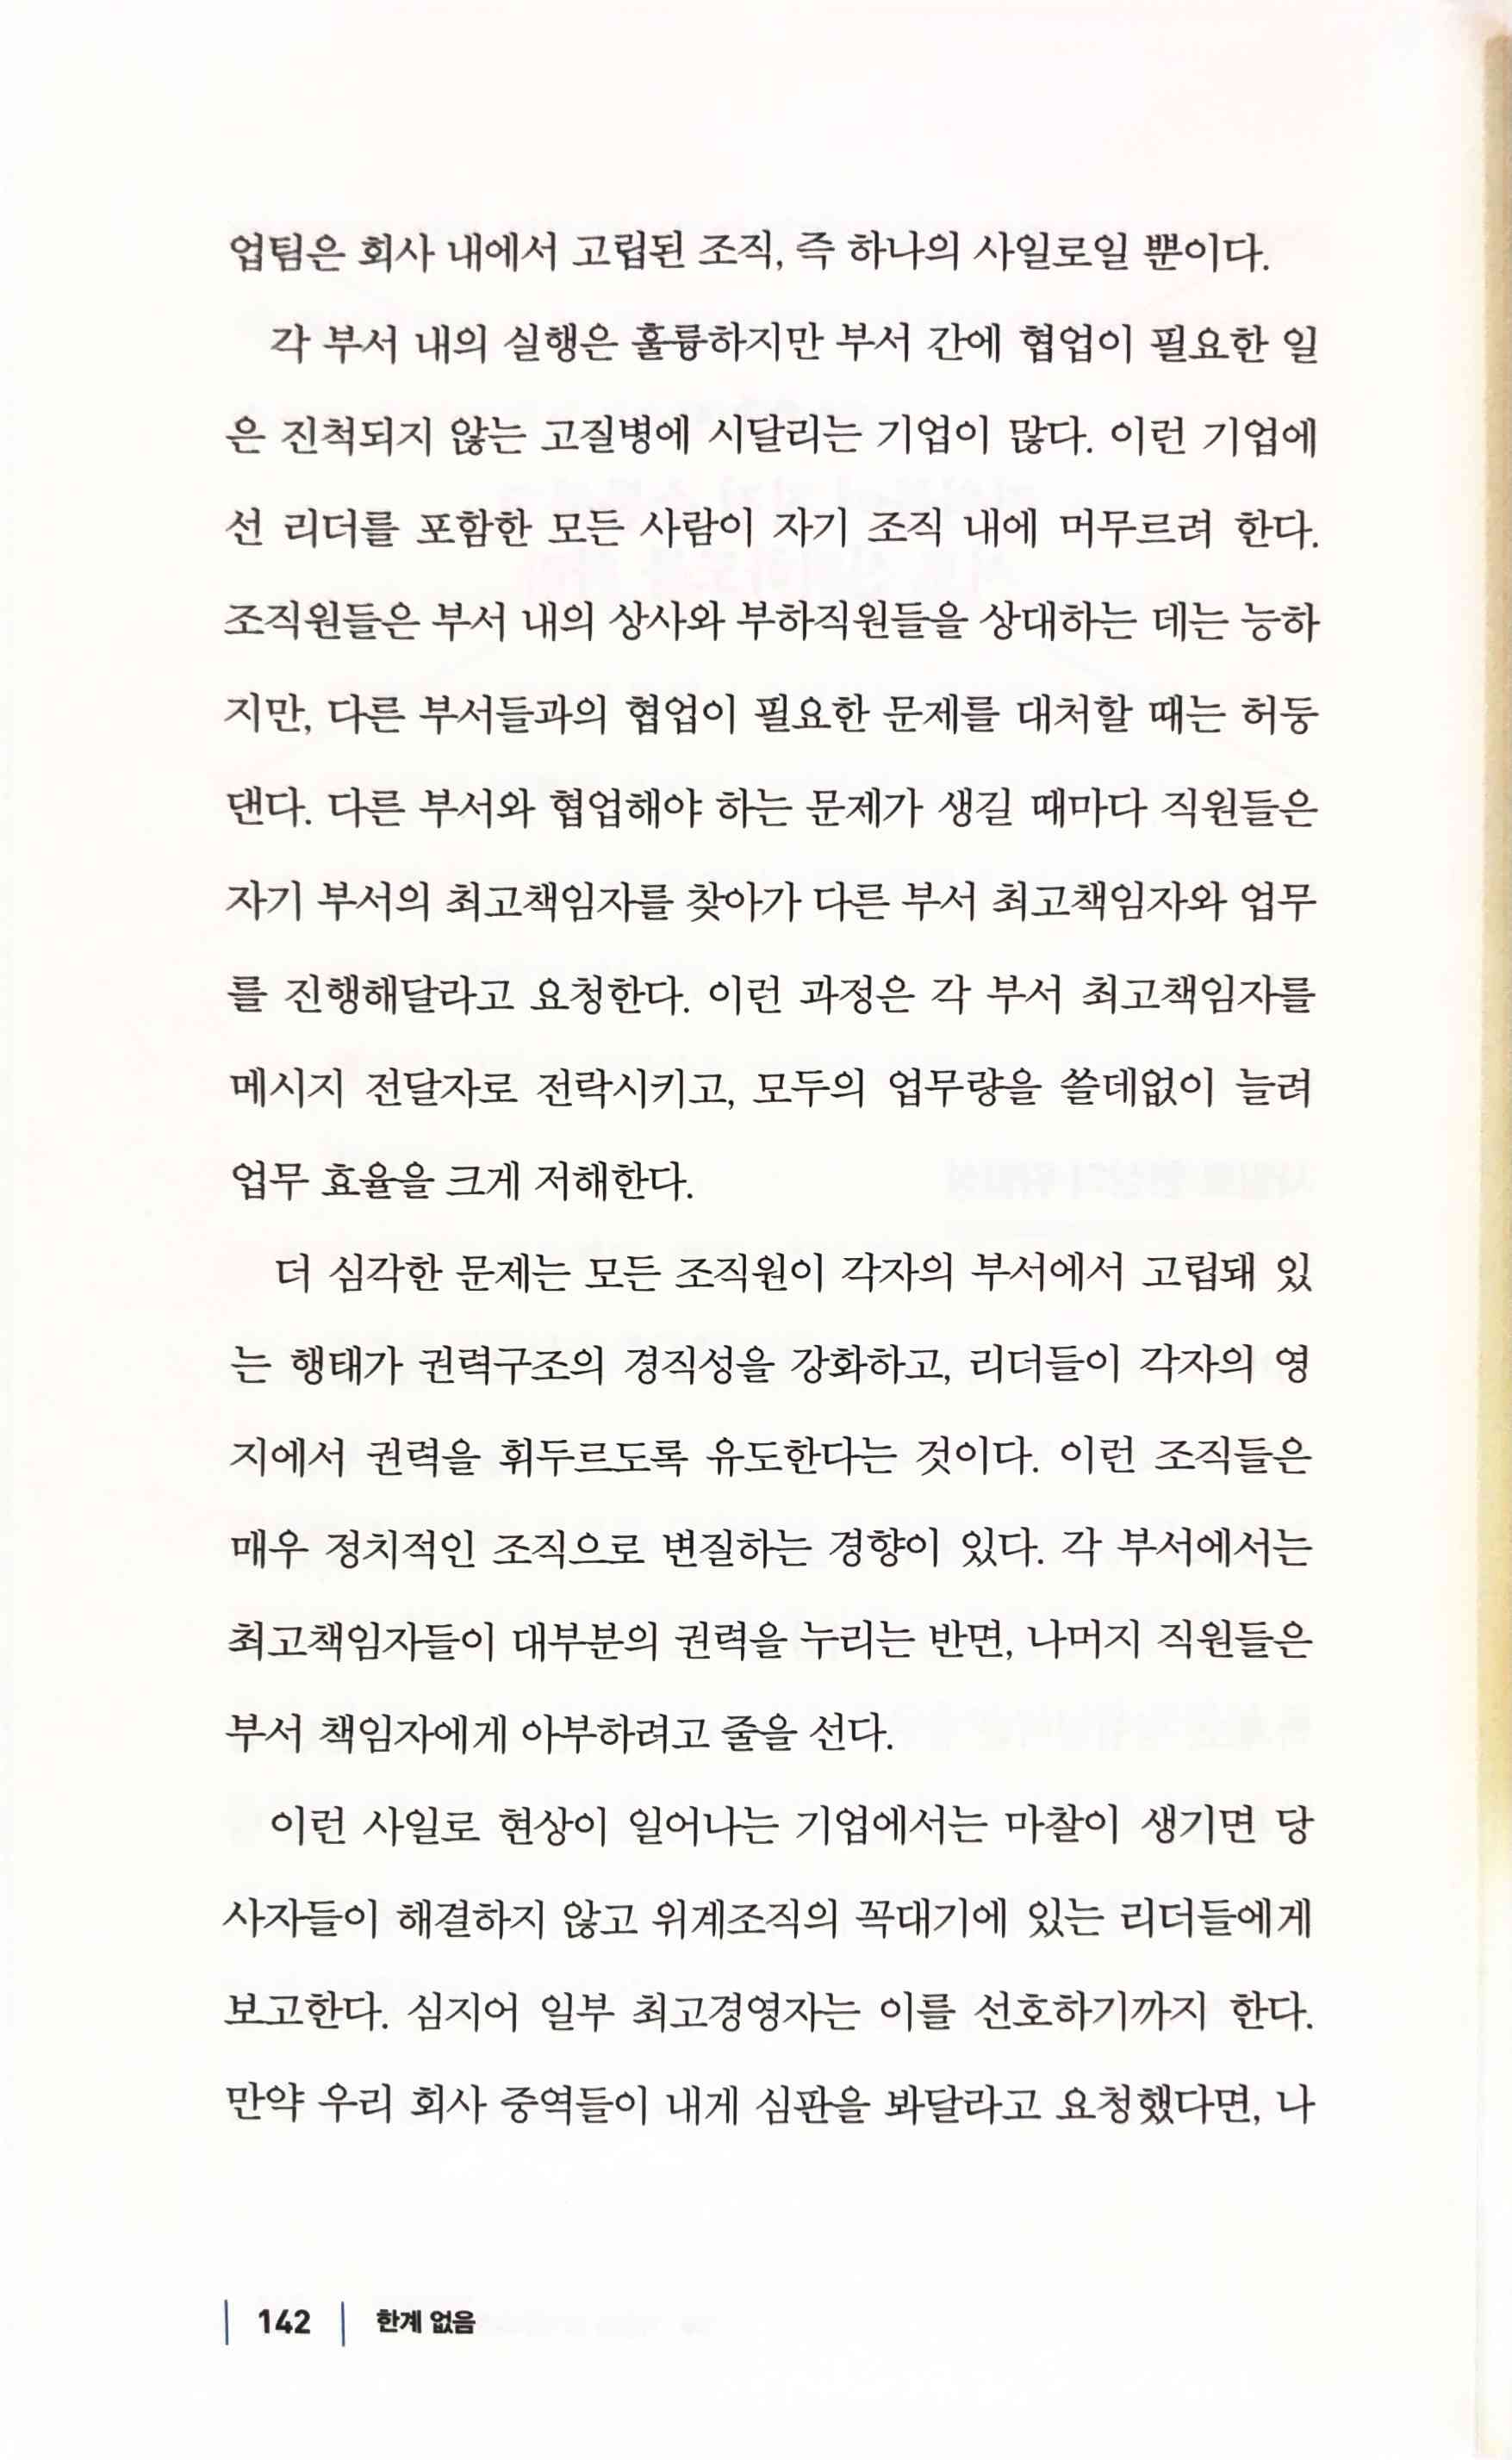 업팀은 회사 내에서 고립된 조직, 즉 하나의 사일로일 뿐이다.
각 부서 내의 실행은 훌륭하지만 부서 간에 협업이 필요한 일
은 진척되지 않는 고질병에 시달리는 기업이 많다. 이런 기업에
선 리더를 포함한 모든 사람이 자기 조직 내에 머무르려 한다.
조직원들은 부서 내의 상사와 부하직원들을 상대하는 데는 능하
지만, 다른 부서들과의 협업이 필요한 문제를 대처할 때는 허둥
댄다. 다른 부서와 협업해야 하는 문제가 생길 때마다 직원들은
자기 부서의 최고책임자를 찾아가 다른 부서 최고책임자와 업무
를 진행해달라고 요청한다. 이런 과정은 각 부서 최고책임자를
메시지 전달자로 전락시키고, 모두의 업무량을 쓸데없이 늘려
업무 효율을 크게 저해한다.
더 심각한 문제는 모든 조직원이 각자의 부서에서 고립돼 있
는 행태가 권력구조의 경직성을 강화하고, 리더들이 각자의 영
지에서 권력을 휘두르도록 유도한다는 것이다. 이런 조직들은
매우 정치적인 조직으로 변질하는 경향이 있다. 각 부서에서는
최고책임자들이 대부분의 권력을 누리는 반면, 나머지 직원들은
부서 책임자에게 아부하려고 줄을 선다.
이런 사일로 현상이 일어나는 기업에서는 마찰이 생기면 당
사자들이 해결하지 않고 위계조직의 꼭대기에 있는 리더들에게
보고한다. 심지어 일부 최고경영자는 이를 선호하기까지 한다.
만약 우리 회사 중역들이 내게 심판을 봐달라고 요청했다면, 나
142 한계 없음